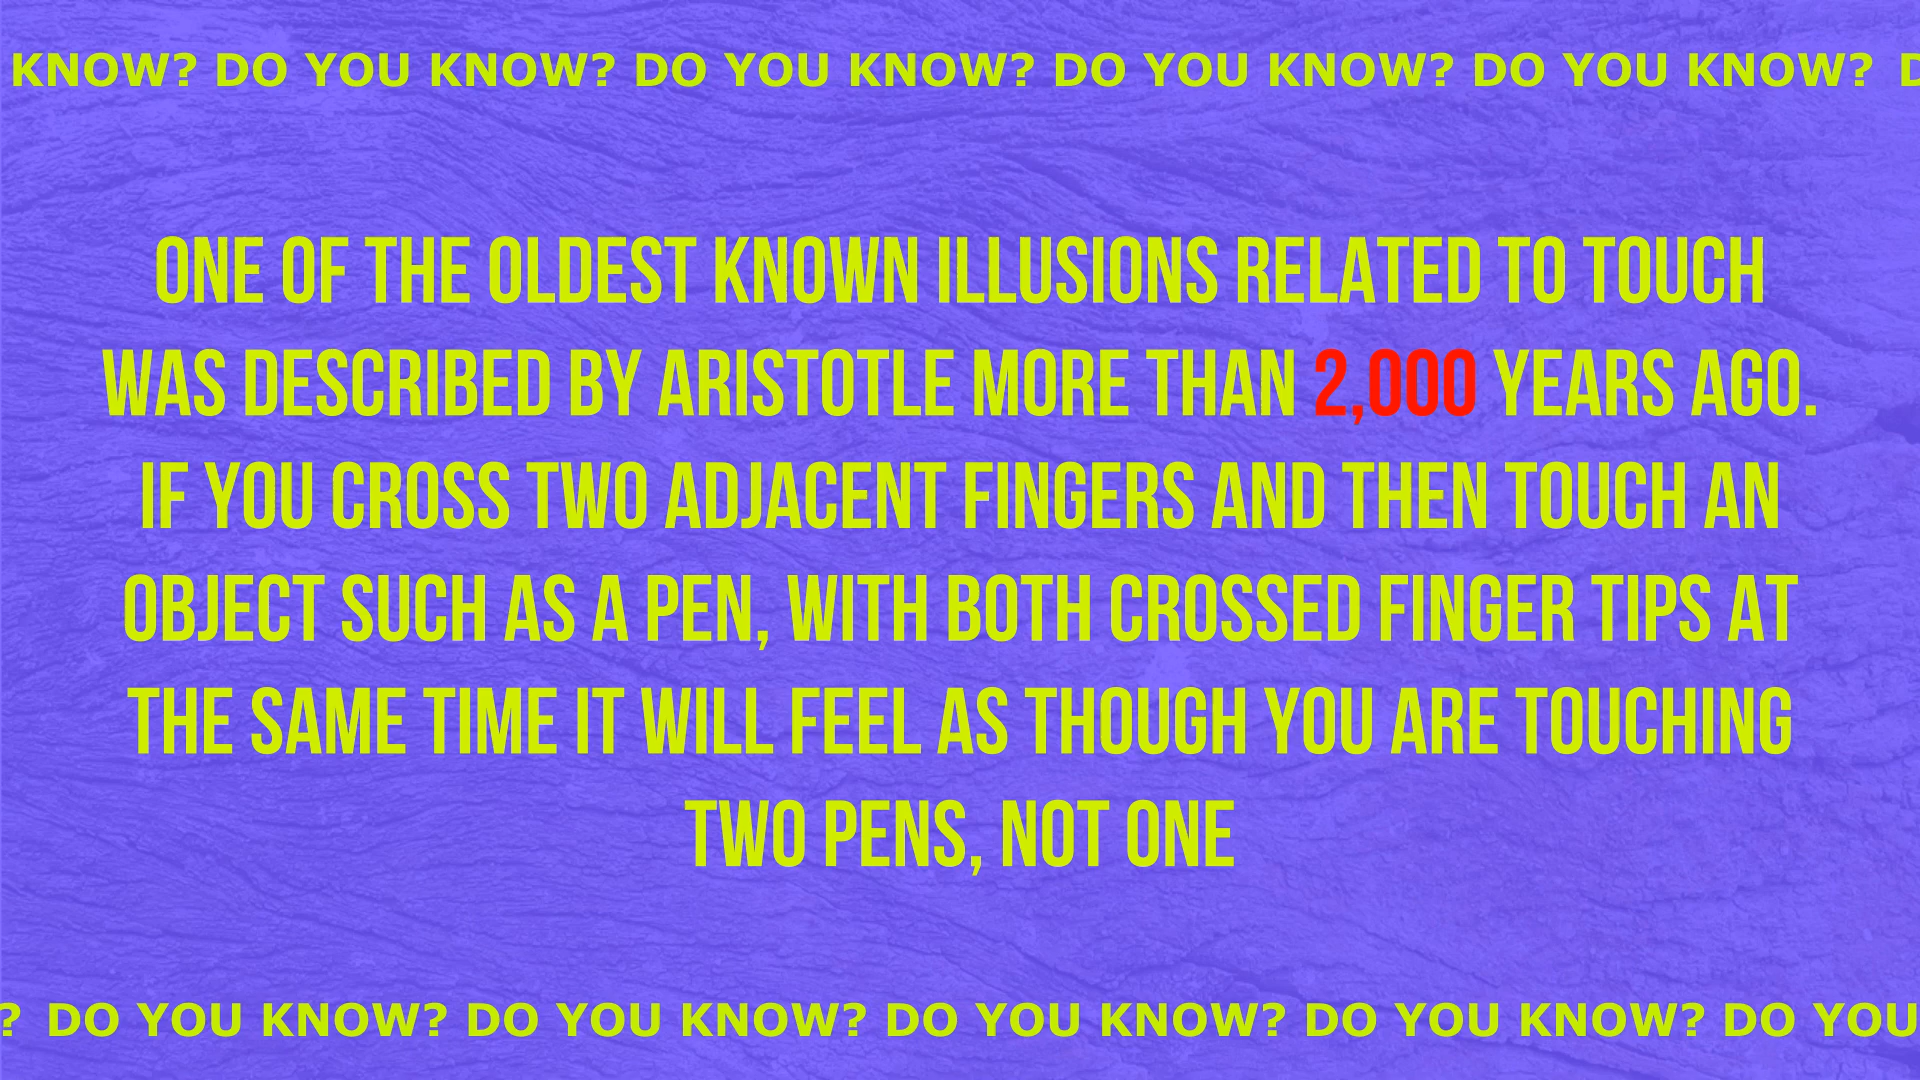 KNOW? DO YOU KNOW? DO YOU KNOW? DO YOU KNOW? DO YOU KNOW? D
ONE OF THE OLDEST KNOWN ILLUSIONS RELATED TO TOUCH
WAS DESCRIBED BY ARISTOTLE MORE THAN 2,000 YEARS AGO.
IF YOU CROSS TWO ADJACENT FINGERS AND THEN TOUCH AN
OBJECT SUCH AS A PEN, WITH BOTH CROSSED FINGER TIPS AT
THE SAME TIME IT WILL FEEL AS THOUGH YOU ARE TOUCHING
TWO PENS, NOT ONE
? DO YOU KNOW? DO YOU KNOW? DO YOU KNOW? DO YOU KNOW? DO YOU